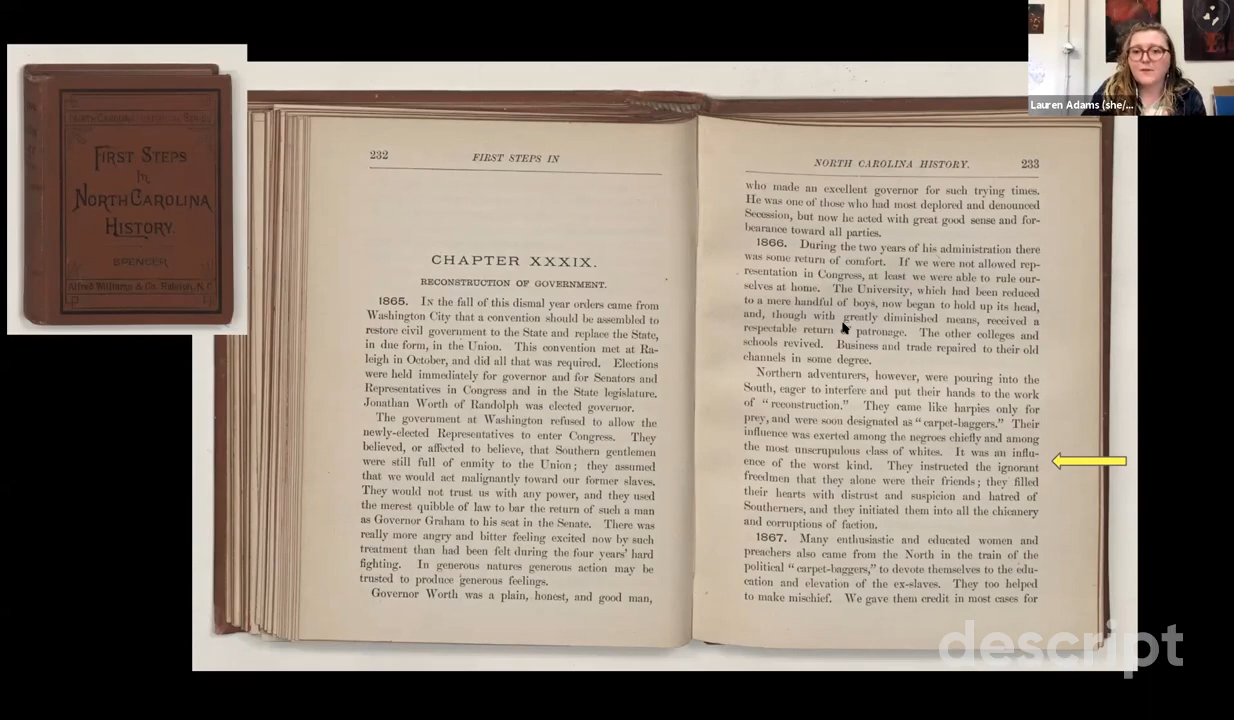 NORTH CAROLINA HISTORICAL SERIES
FIRST STEPS
IN
NORTH CAROLINA
HISTORY
SPENCER
Alfred Williams & Co. Raleigh, N.C.
232
FIRST STEPS IN
CHAPTER XXXIX.
RECONSTRUCTION OF GOVERNMENT.
1865. IN the fall of this dismal year orders came from
Washington City that a convention should be assembled to
restore civil government to the State and replace the State,
in due form, in the Union. This convention met at Ra-
leigh in October, and did all that was required. Elections
were held immediately for governor and for Senators and
Representatives in Congress and in the State legislature.
Jonathan Worth of Randolph was elected governor.
The government at Washington refused to allow the
newly-elected Representatives to enter Congress. They
believed, or affected to believe, that Southern gentlemen
were still full of enmity to the Union; they assumed
that we would act malignantly toward our former slaves.
They would not trust us with any power, and they used
the merest quibble of law to bar the return of such a man
as Governor Graham to his seat in the Senate. There was
really more angry and bitter feeling excited now by such
treatment than had been felt during the four years' hard
fighting. In generous natures generous action may be
trusted to produce generous feelings.
Governor Worth was a plain, honest, and good man,
NORTH CAROLINA HISTORY.
233
who made an excellent governor for such trying times.
He was one of those who had most deplored and denounced
Secession, but now he acted with great good sense and for-
bearance toward all parties.
1866. During the two years of his administration there
was some return of comfort. If we were not allowed rep-
resentation in Congress, at least we were able to rule our-
selves at home. The University, which had been reduced
to a mere handful of boys, now began to hold up its head,
and, though with greatly diminished means, received a
respectable return patronage. The other colleges and
schools revived. Business and trade repaired to their old
channels in some degree.
Northern adventurers, however, were pouring into the
South, eager to interfere and put their hands to the work
of "reconstruction." They came like harpies only for
prey, and were soon designated as "carpet-baggers." Their
influence was exerted among the negroes chiefly and among
the most unscrupulous class of whites. It was an influ-
ence of the worst kind. They instructed the ignorant
freedmen that they alone were their friends; they filled
their hearts with distrust and suspicion and hatred of
Southerners, and they initiated them into all the chicanery
and corruptions of faction.
1867. Many enthusiastic and educated women and
preachers also came from the North in the train of the
political "carpet-baggers," to devote themselves to the edu-
cation and elevation of the ex-slaves. They too helped
to make mischief. We gave them credit in most cases for
Lauren Adams (she/...
descript